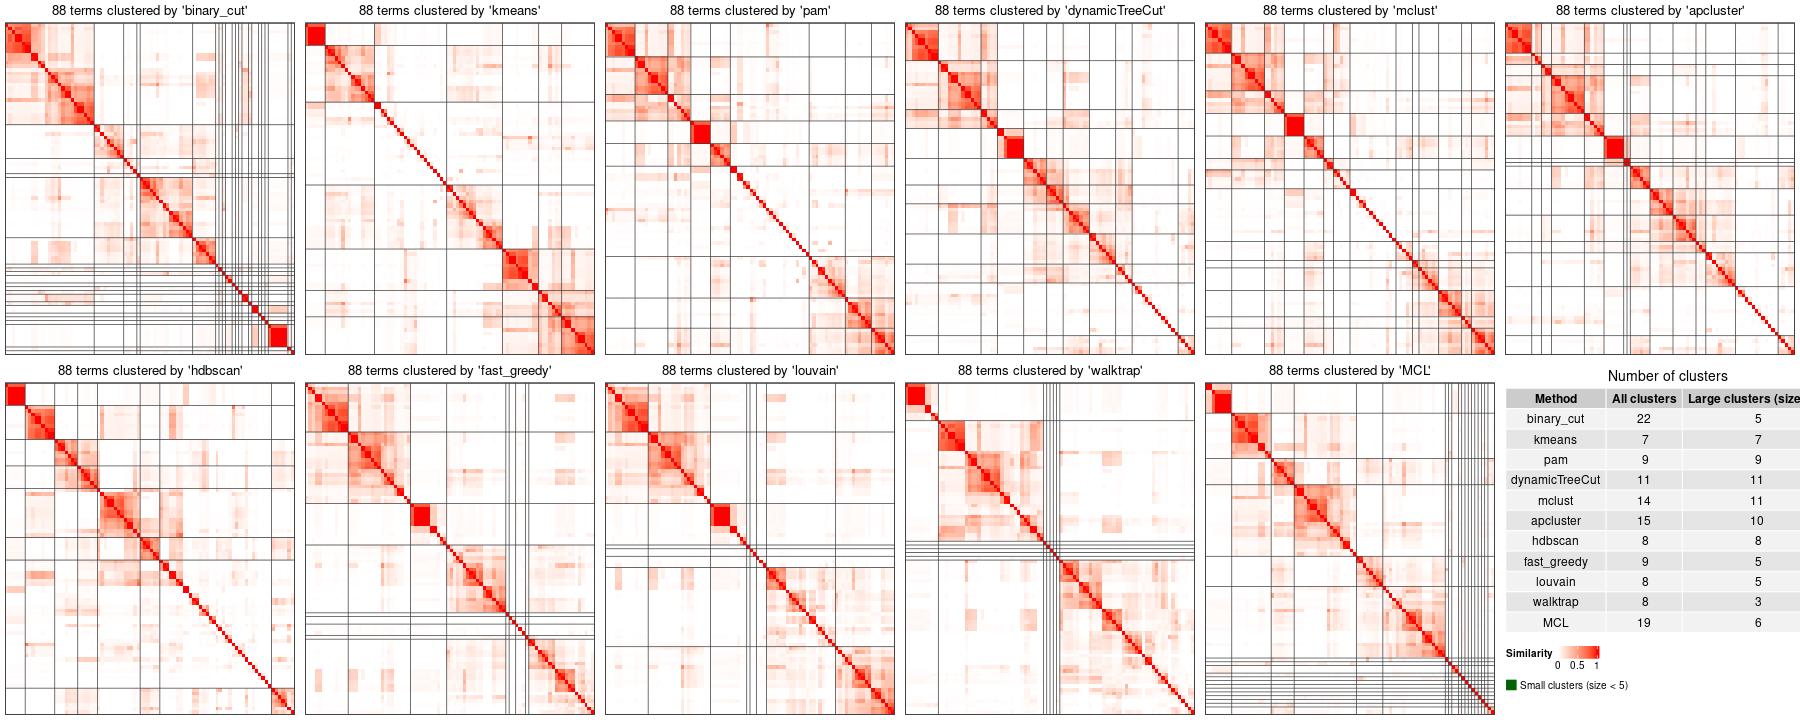 88 terms clustered by 'binary_cut'
88 terms clustered by 'kmeans'
88 terms clustered by 'pam'
88 terms clustered by 'dynamicTreeCut'
88 terms clustered by 'mclust'
88 terms clustered by 'apcluster'
88 terms clustered by 'hdbscan'
88 terms clustered by 'fast_greedy'
88 terms clustered by 'louvain'
88 terms clustered by 'walktrap'
88 terms clustered by 'MCL'
Number of clusters
Method All clusters Large clusters (size
binary_cut 22 5
kmeans 7 7
pam 9 9
dynamicTreeCut 11 11
mclust 14 11
apcluster 15 10
hdbscan 8 8
fast_greedy 9 5
louvain 8 5
walktrap 8 3
MCL 19 6
Similarity
0 0.5 1
Small clusters (size < 5)